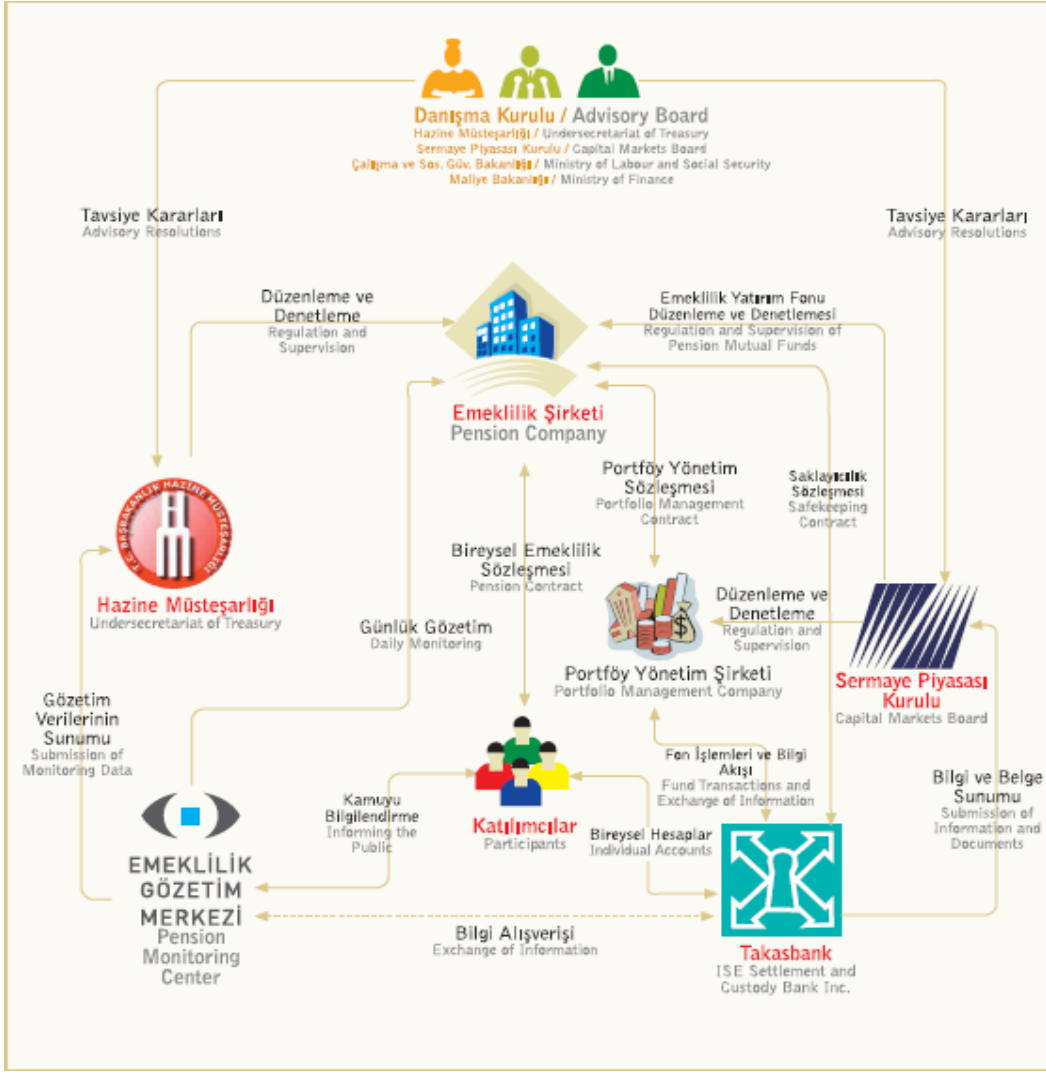 Danışma Kurulu / Advisory Board
Hazine Müsteşarlığı / Undersecretariat of Treasury
Sermaye Piyasası Kurulu / Capital Markets Board
Çalışma ve Sos. Güv. Bakanlığı / Ministry of Labour and Social Security
Maliye Bakanlığı / Ministry of Finance
Tavsiye Kararları
Advisory Resolutions
Tavsiye Kararları
Advisory Resolutions
Düzenleme ve
Denetleme
Regulation and
Supervision
Emeklilik Yatırım Fonu
Düzenleme ve Denetlemesi
Regulation and Supervision of
Pension Mutual Funds
Emeklilik Şirketi
Pension Company
Portföy Yönetim
Sözleşmesi
Portfolio Management
Contract
Saklayıcılık
Sözleşmesi
Safekeeping
Contract
T.C. BAŞBAKANLIK HAZİNE MÜSTEŞARLIĞI
Hazine Müsteşarlığı
Undersecretariat of Treasury
Bireysel Emeklilik
Sözleşmesi
Pension Contract
Günlük Gözetim
Daily Monitoring
Düzenleme ve
Denetleme
Regulation and
Supervision
Portföy Yönetim Şirketi
Portfolio Management Company
Sermaye Piyasası
Kurulu
Capital Markets Board
Gözetim
Verilerinin
Sunumu
Submission of
Monitoring Data
Kamuyu
Bilgilendirme
Informing the
Public
Katılımcılar
Participants
Fon İşlemleri ve Bilgi
Akışı
Fund Transactions and
Exchange of Information
Bireysel Hesaplar
Individual Accounts
Bilgi ve Belge
Sunumu
Submission of
Information and
Documents
EMEKLİLİK
GÖZETİM
MERKEZİ
Pension
Monitoring
Center
Bilgi Alışverişi
Exchange of Information
Takasbank
ISE Settlement and
Custody Bank Inc.